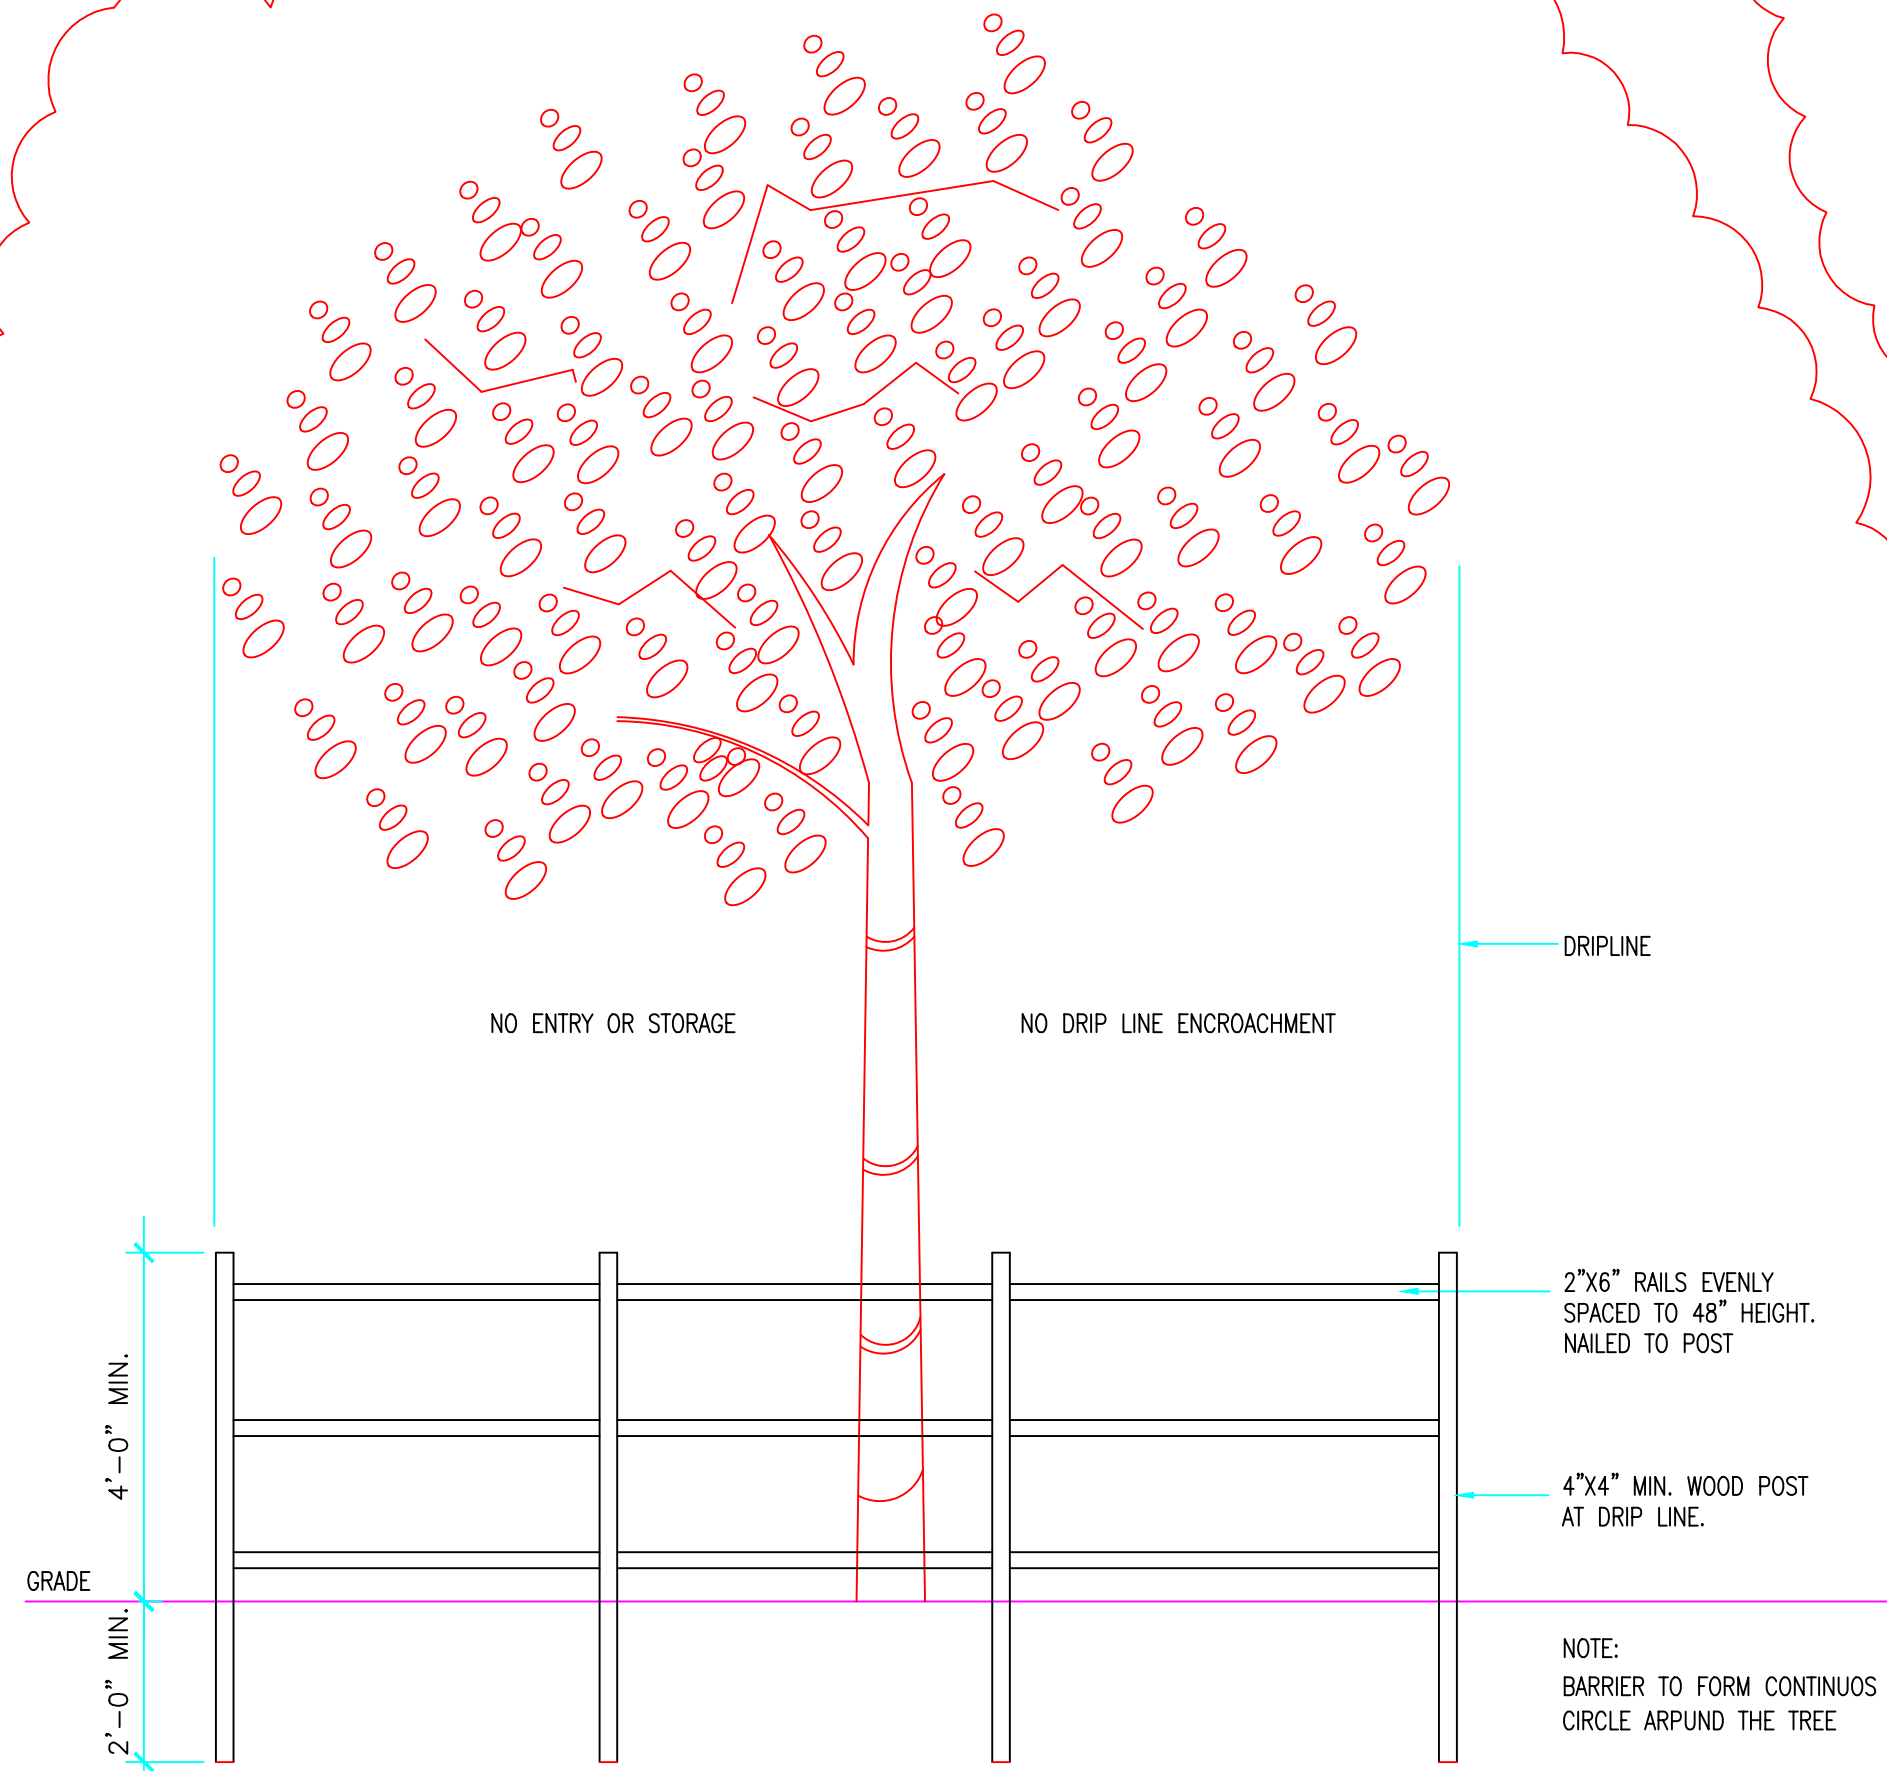 DRIPLINE
NO ENTRY OR STORAGE
NO DRIP LINE ENCROACHMENT
2"X6" RAILS EVENLY
SPACED TO 48" HEIGHT.
NAILED TO POST
4'-0" MIN.
4"X4" MIN. WOOD POST
AT DRIP LINE.
GRADE
2'-0" MIN.
NOTE:
BARRIER TO FORM CONTINUOS
CIRCLE ARPUND THE TREE